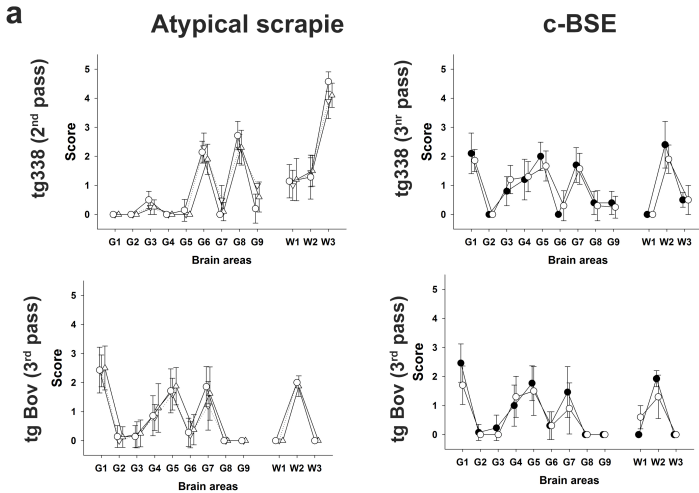 a
Atypical scrapie
c-BSE
tg338 (2nd pass)
Score
5
4
3
2
1
0
G1 G2 G3 G4 G5 G6 G7 G8 G9 W1 W2 W3
Brain areas
tg338 (3nr pass)
Score
5
4
3
2
1
0
G1 G2 G3 G4 G5 G6 G7 G8 G9 W1 W2 W3
Brain areas
tg Bov (3rd pass)
Score
5
4
3
2
1
0
G1 G2 G3 G4 G5 G6 G7 G8 G9 W1 W2 W3
Brain areas
tg Bov (3rd pass)
Score
5
4
3
2
1
0
G1 G2 G3 G4 G5 G6 G7 G8 G9 W1 W2 W3
Brain areas